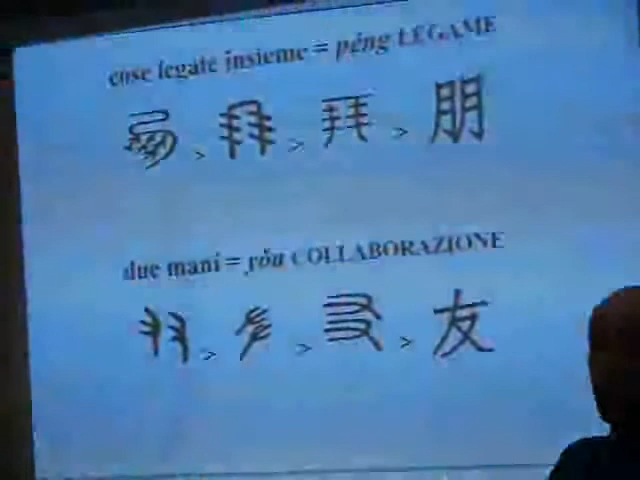 cose legate insieme = péng LEGAME
> > > 朋
due mani = yǒu COLLABORAZIONE
> > > 友